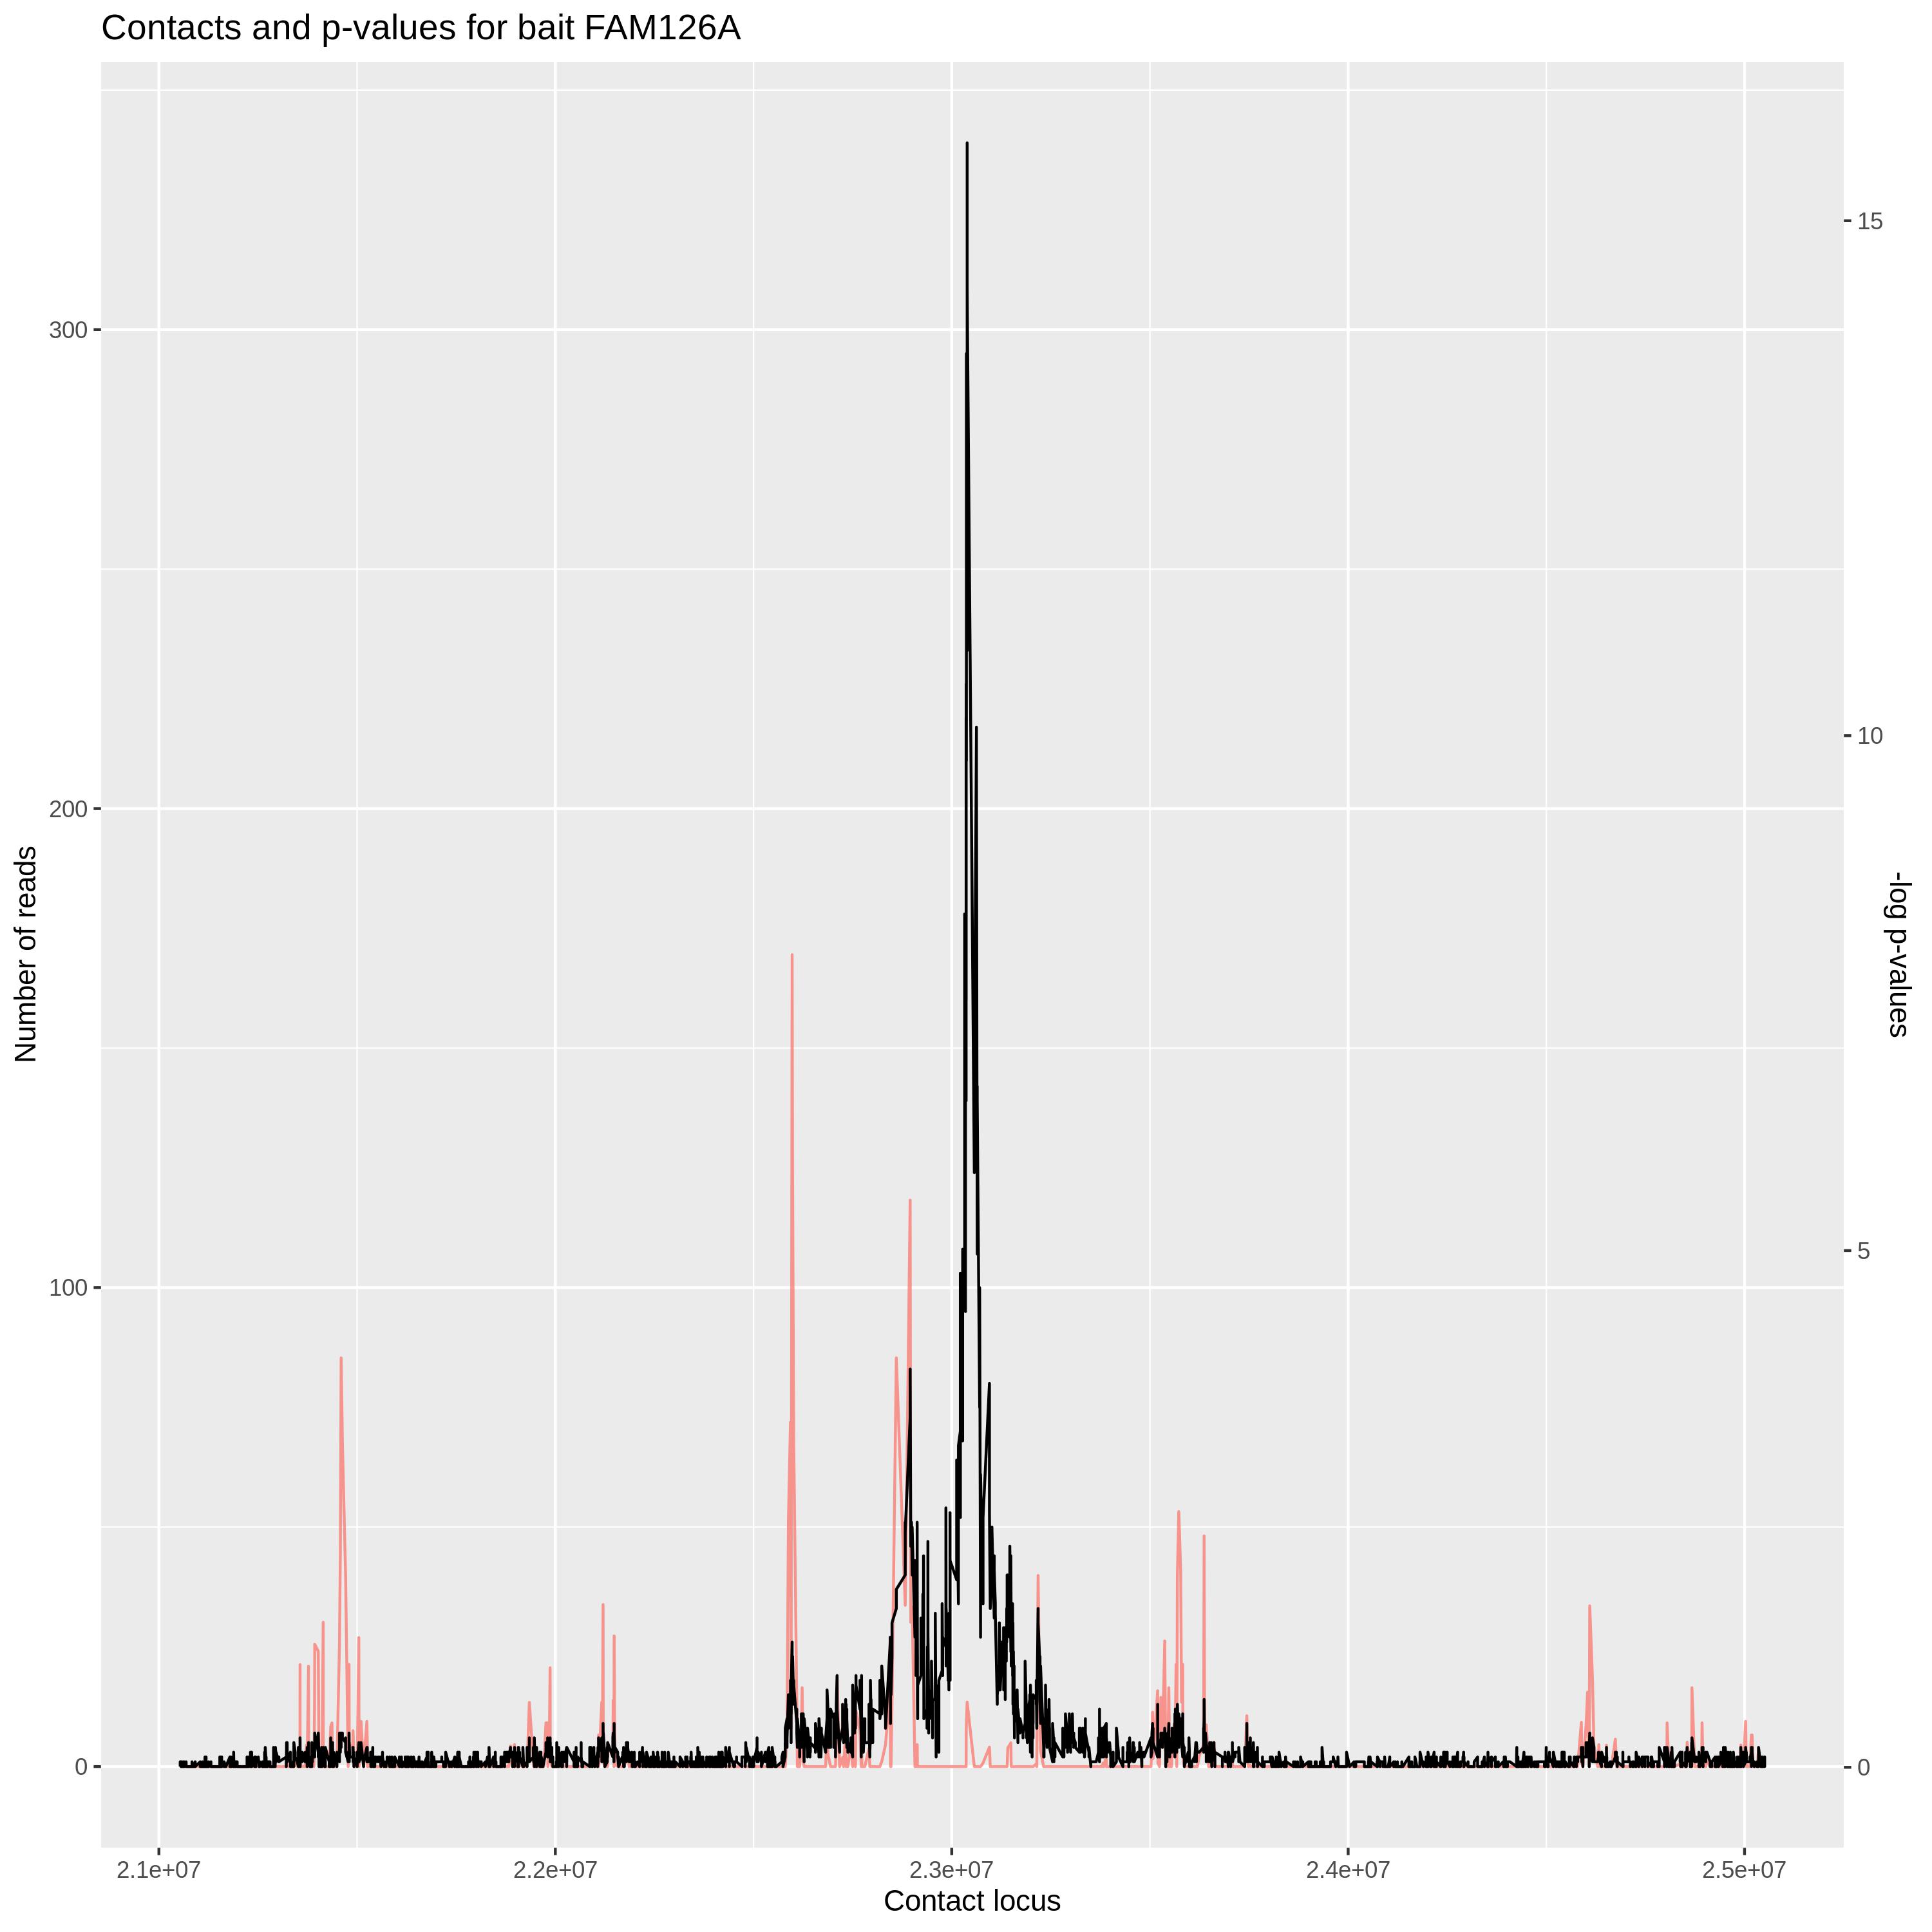 Contacts and p-values for bait FAM126A
Number of reads
300
200
100
0
15
10
5
0
-log p-values
2.1e+07
2.2e+07
2.3e+07
2.4e+07
2.5e+07
Contact locus